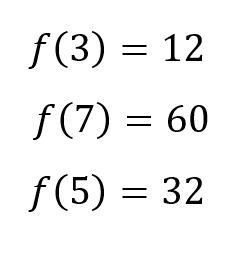 f(3) = 12
f(7) = 60
f(5) = 32